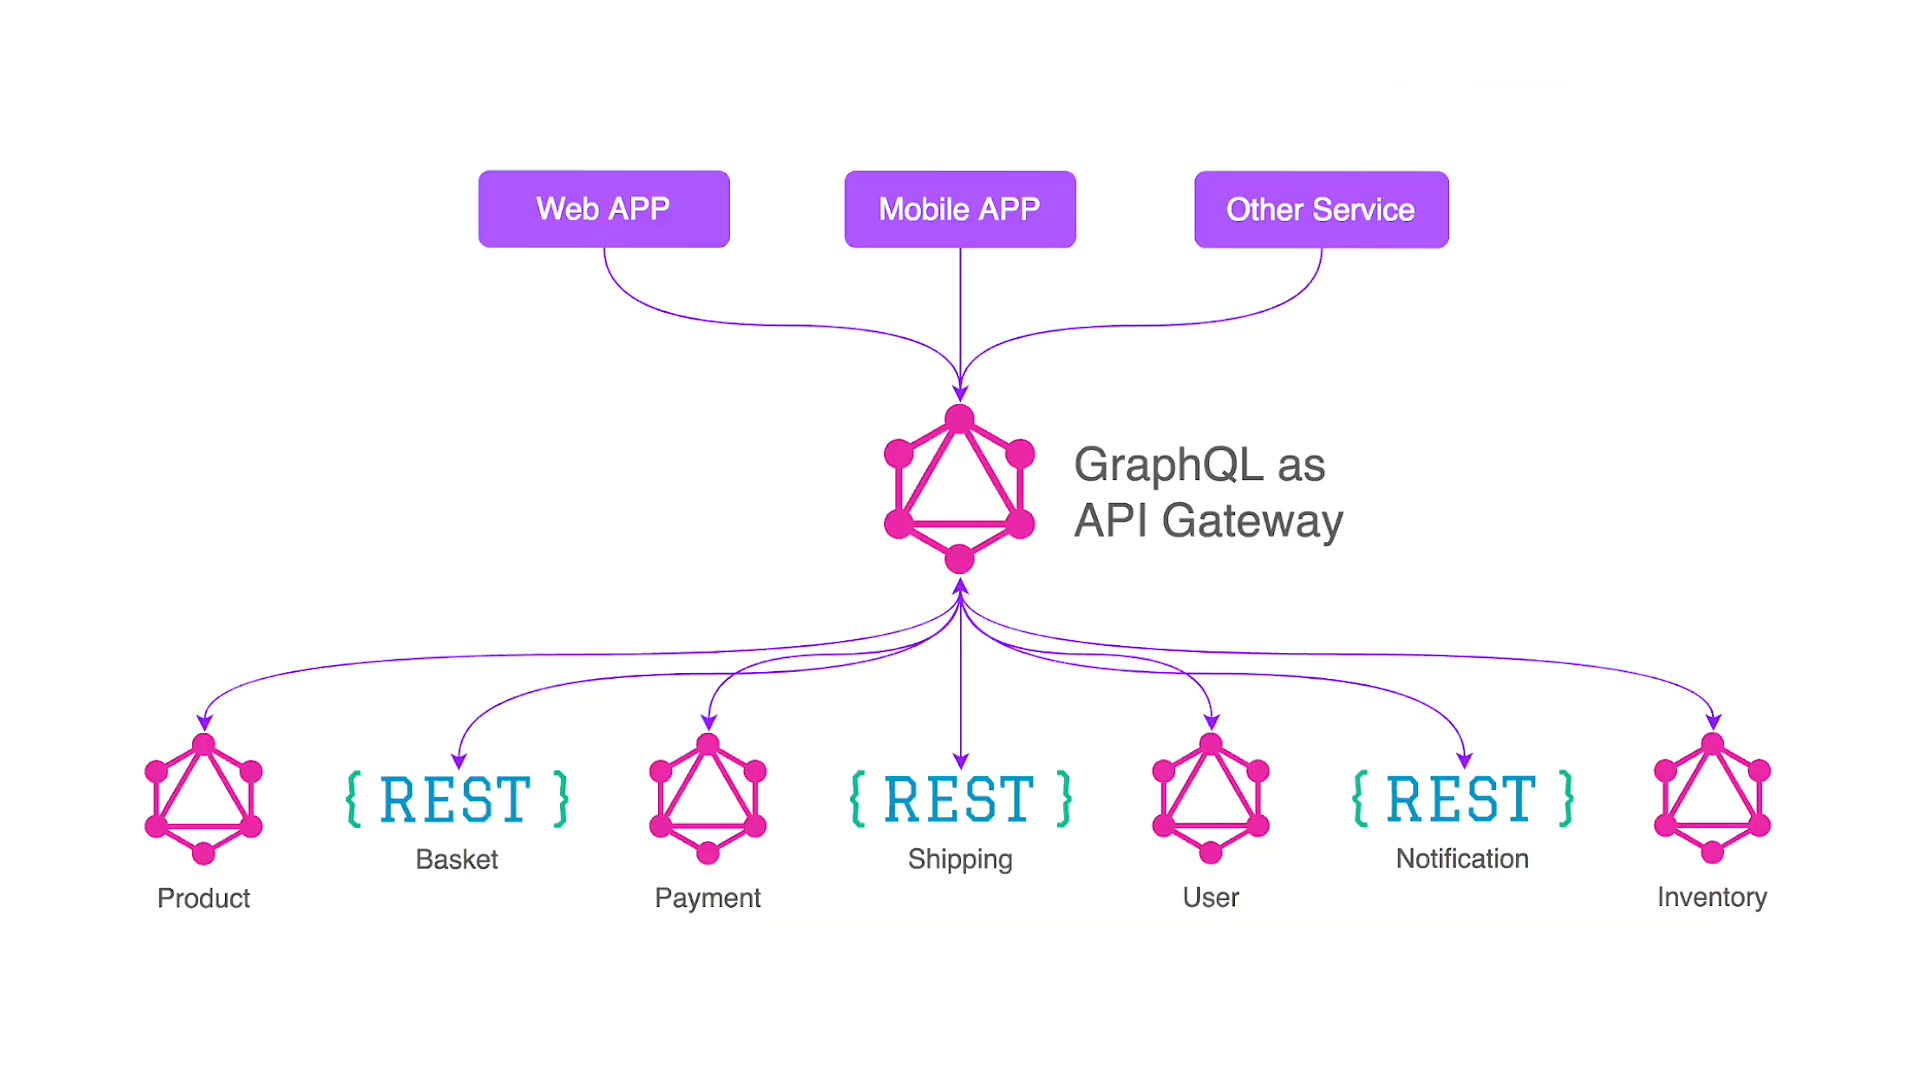 Web APP
Mobile APP
Other Service
GraphQL as
API Gateway
{ REST }
{ REST }
{ REST }
Basket
Shipping
Notification
Product
Payment
User
Inventory